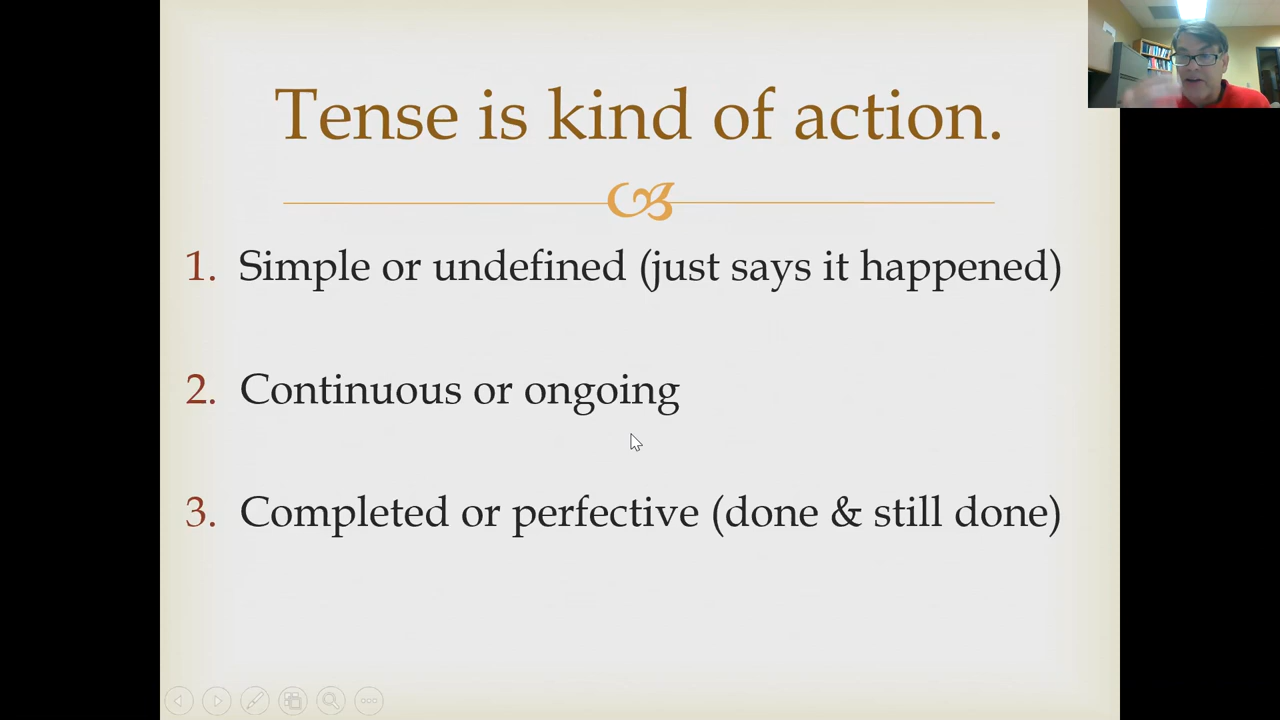 Tense is kind of action.
1. Simple or undefined (just says it happened)
2. Continuous or ongoing
3. Completed or perfective (done & still done)